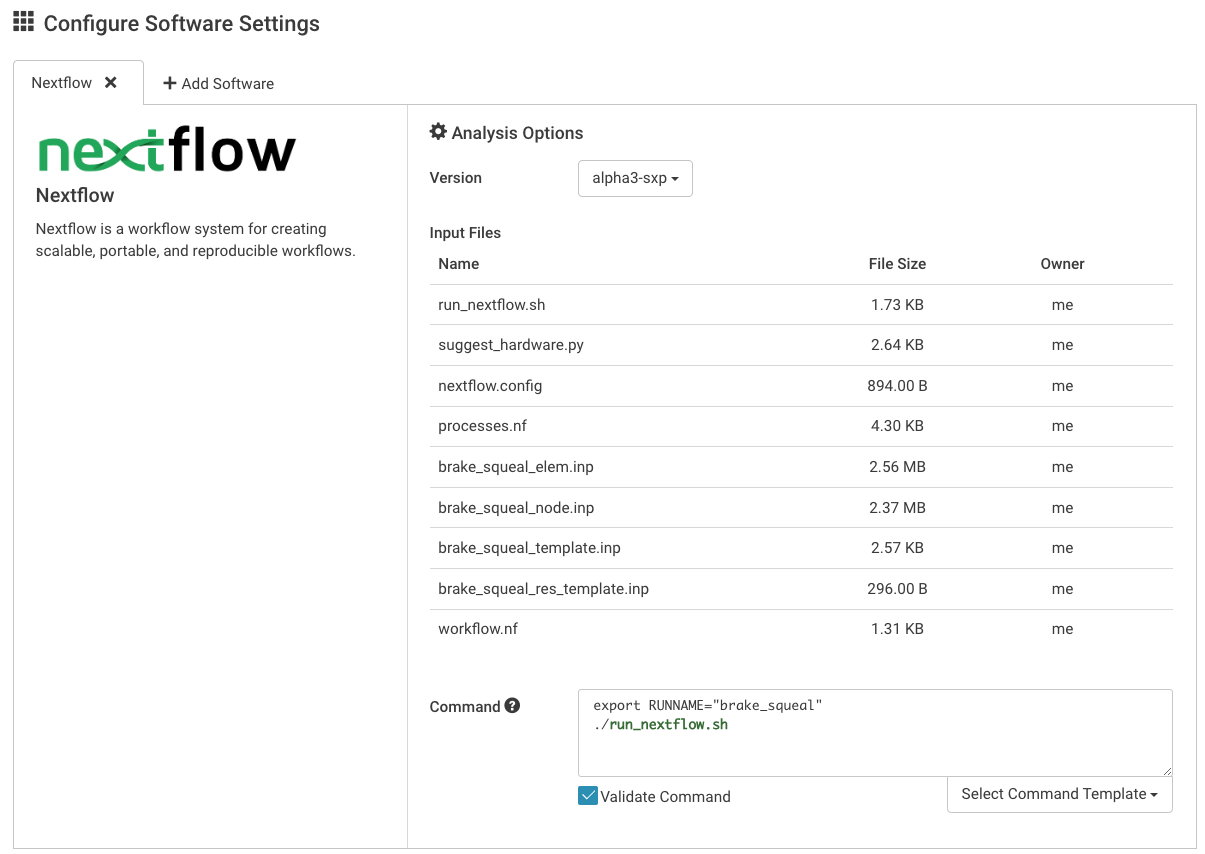 Configure Software Settings
Nextflow
Add Software
nextflow
Nextflow
Nextflow is a workflow system for creating
scalable, portable, and reproducible workflows.
Analysis Options
Version alpha3-sxp
Input Files
Name File Size Owner
run_nextflow.sh 1.73 KB me
suggest_hardware.py 2.64 KB me
nextflow.config 894.00 B me
processes.nf 4.30 KB me
brake_squeal_elem.inp 2.56 MB me
brake_squeal_node.inp 2.37 MB me
brake_squeal_template.inp 2.57 KB me
brake_squeal_res_template.inp 296.00 B me
workflow.nf 1.31 KB me
Command ? export RUNNAME="brake_squeal"
./run_nextflow.sh
Validate Command Select Command Template